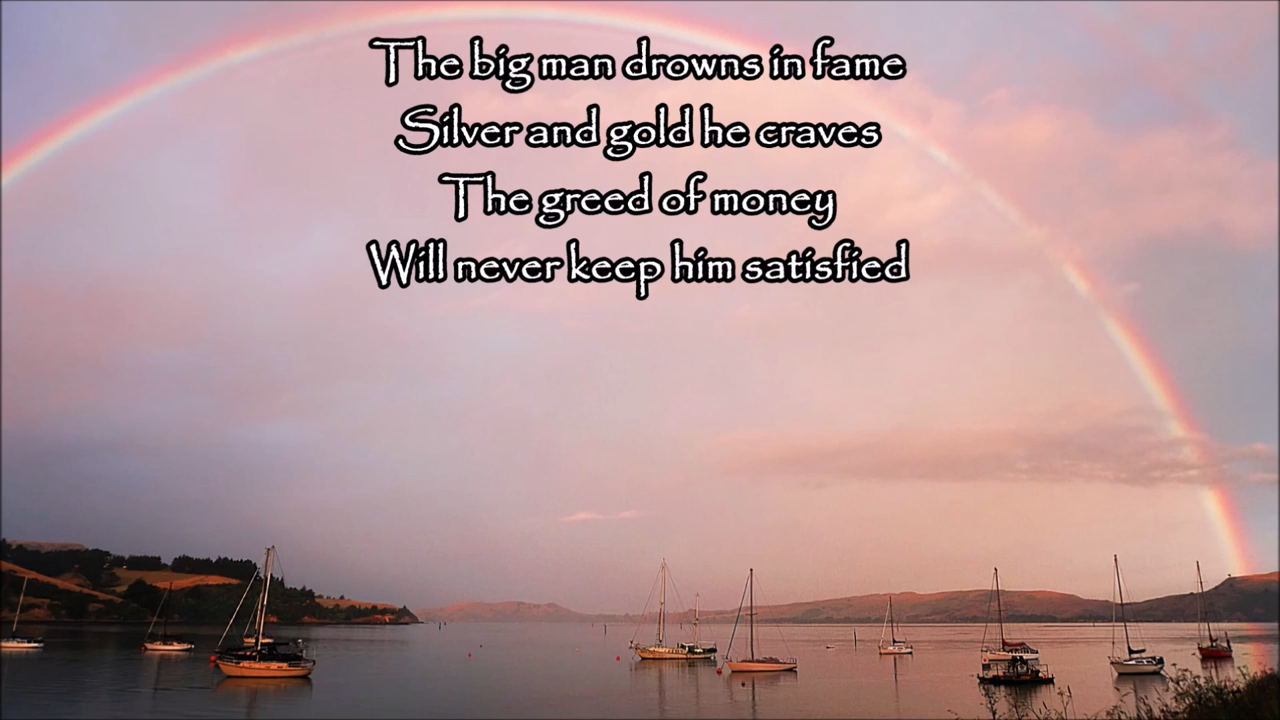 The big man drowns in fame
Silver and gold he craves
The greed of money
Will never keep him satisfied